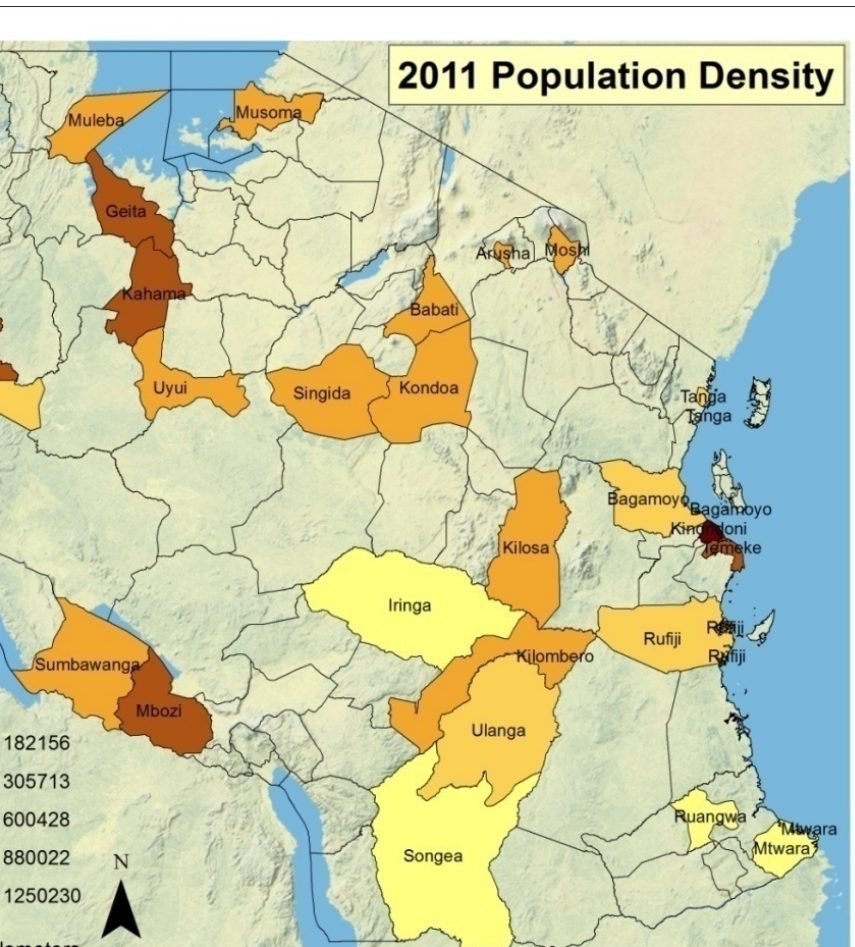 2011 Population Density
Muleba
Musoma
Geita
Arusha
Moshi
Kahama
Babati
Uyui
Singida
Kondoa
Tanga
Tanga
Bagamoyo
Bagamoyo
Kinondoni
Temeke
Kilosa
Iringa
Rufiji
Rufiji
Rufiji
Kilombero
Sumbawanga
Mbozi
Ulanga
182156
305713
600428
880022
1250230
N
Ruangwa
Mtwara
Mtwara
Songea